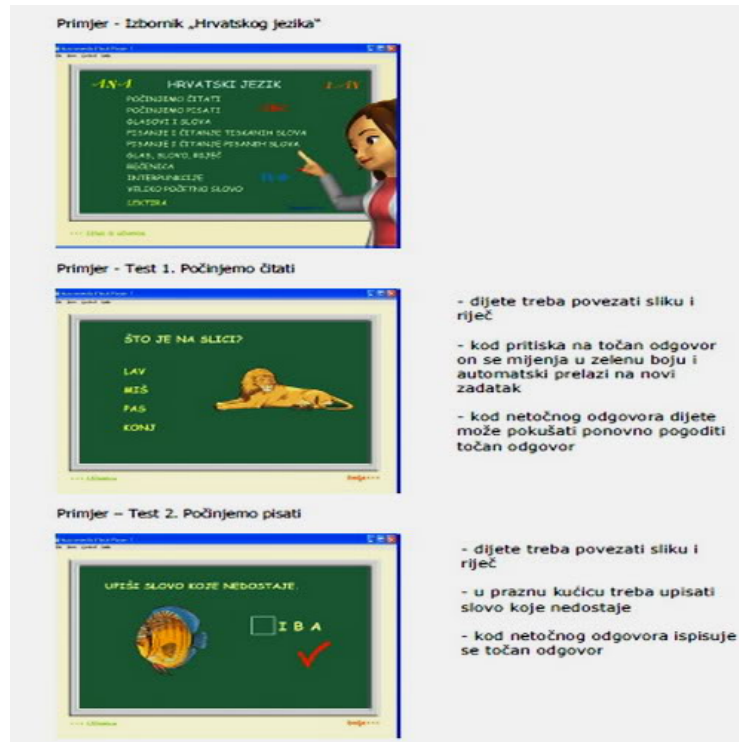 Primjer - Izbornik „Hrvatskog jezika"
ANA
HRVATSKI JEZIK
POČINJEMO ČITATI
POČINJEMO PISATI
GLASOVI I SLOVA
PISANJE I ČITANJE TISKANIH SLOVA
PISANJE I ČITANJE PISANIH SLOVA
GLAS, SLOVO, RIJEČ
REČENICA
INTERPUNKCIJE
VELIKO POČETNO SLOVO
LEKTIRA
Primjer - Test 1. Počinjemo čitati
ŠTO JE NA SLICI?
LAV
MIŠ
PAS
KONJ
<<< Učionica
Dalje>>>
- dijete treba povezati sliku i
riječ
- kod pritiska na točan odgovor
on se mijenja u zelenu boju i
automatski prelazi na novi
zadatak
- kod netočnog odgovora dijete
može pokušati ponovno pogoditi
točan odgovor
Primjer – Test 2. Počinjemo pisati
UPIŠI SLOVO KOJE NEDOSTAJE.
I B A
<<< Učionica
Dalje>>>
- dijete treba povezati sliku i
riječ
- u praznu kućicu treba upisati
slovo koje nedostaje
- kod netočnog odgovora ispisuje
se točan odgovor